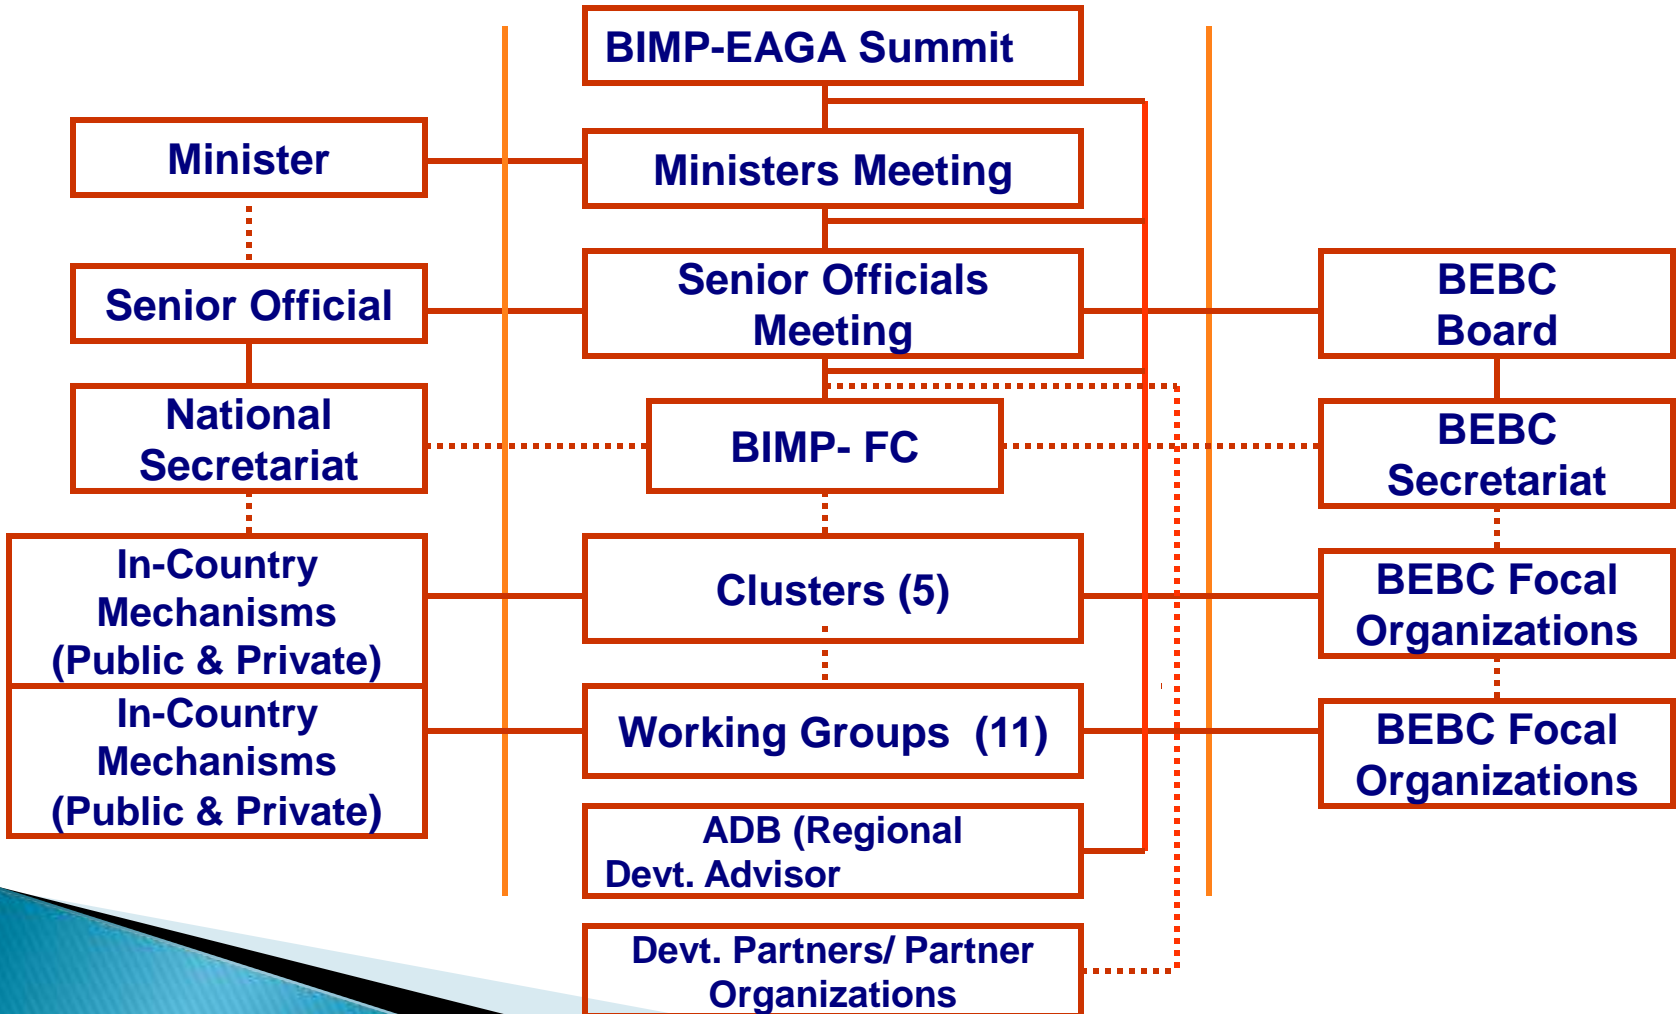 BIMP-EAGA Summit
Minister
Ministers Meeting
Senior Official
Senior Officials
Meeting
BEBC
Board
National
Secretariat
BIMP- FC
BEBC
Secretariat
In-Country
Mechanisms
(Public & Private)
Clusters (5)
BEBC Focal
Organizations
In-Country
Mechanisms
(Public & Private)
Working Groups (11)
BEBC Focal
Organizations
ADB (Regional
Devt. Advisor
Devt. Partners/ Partner
Organizations